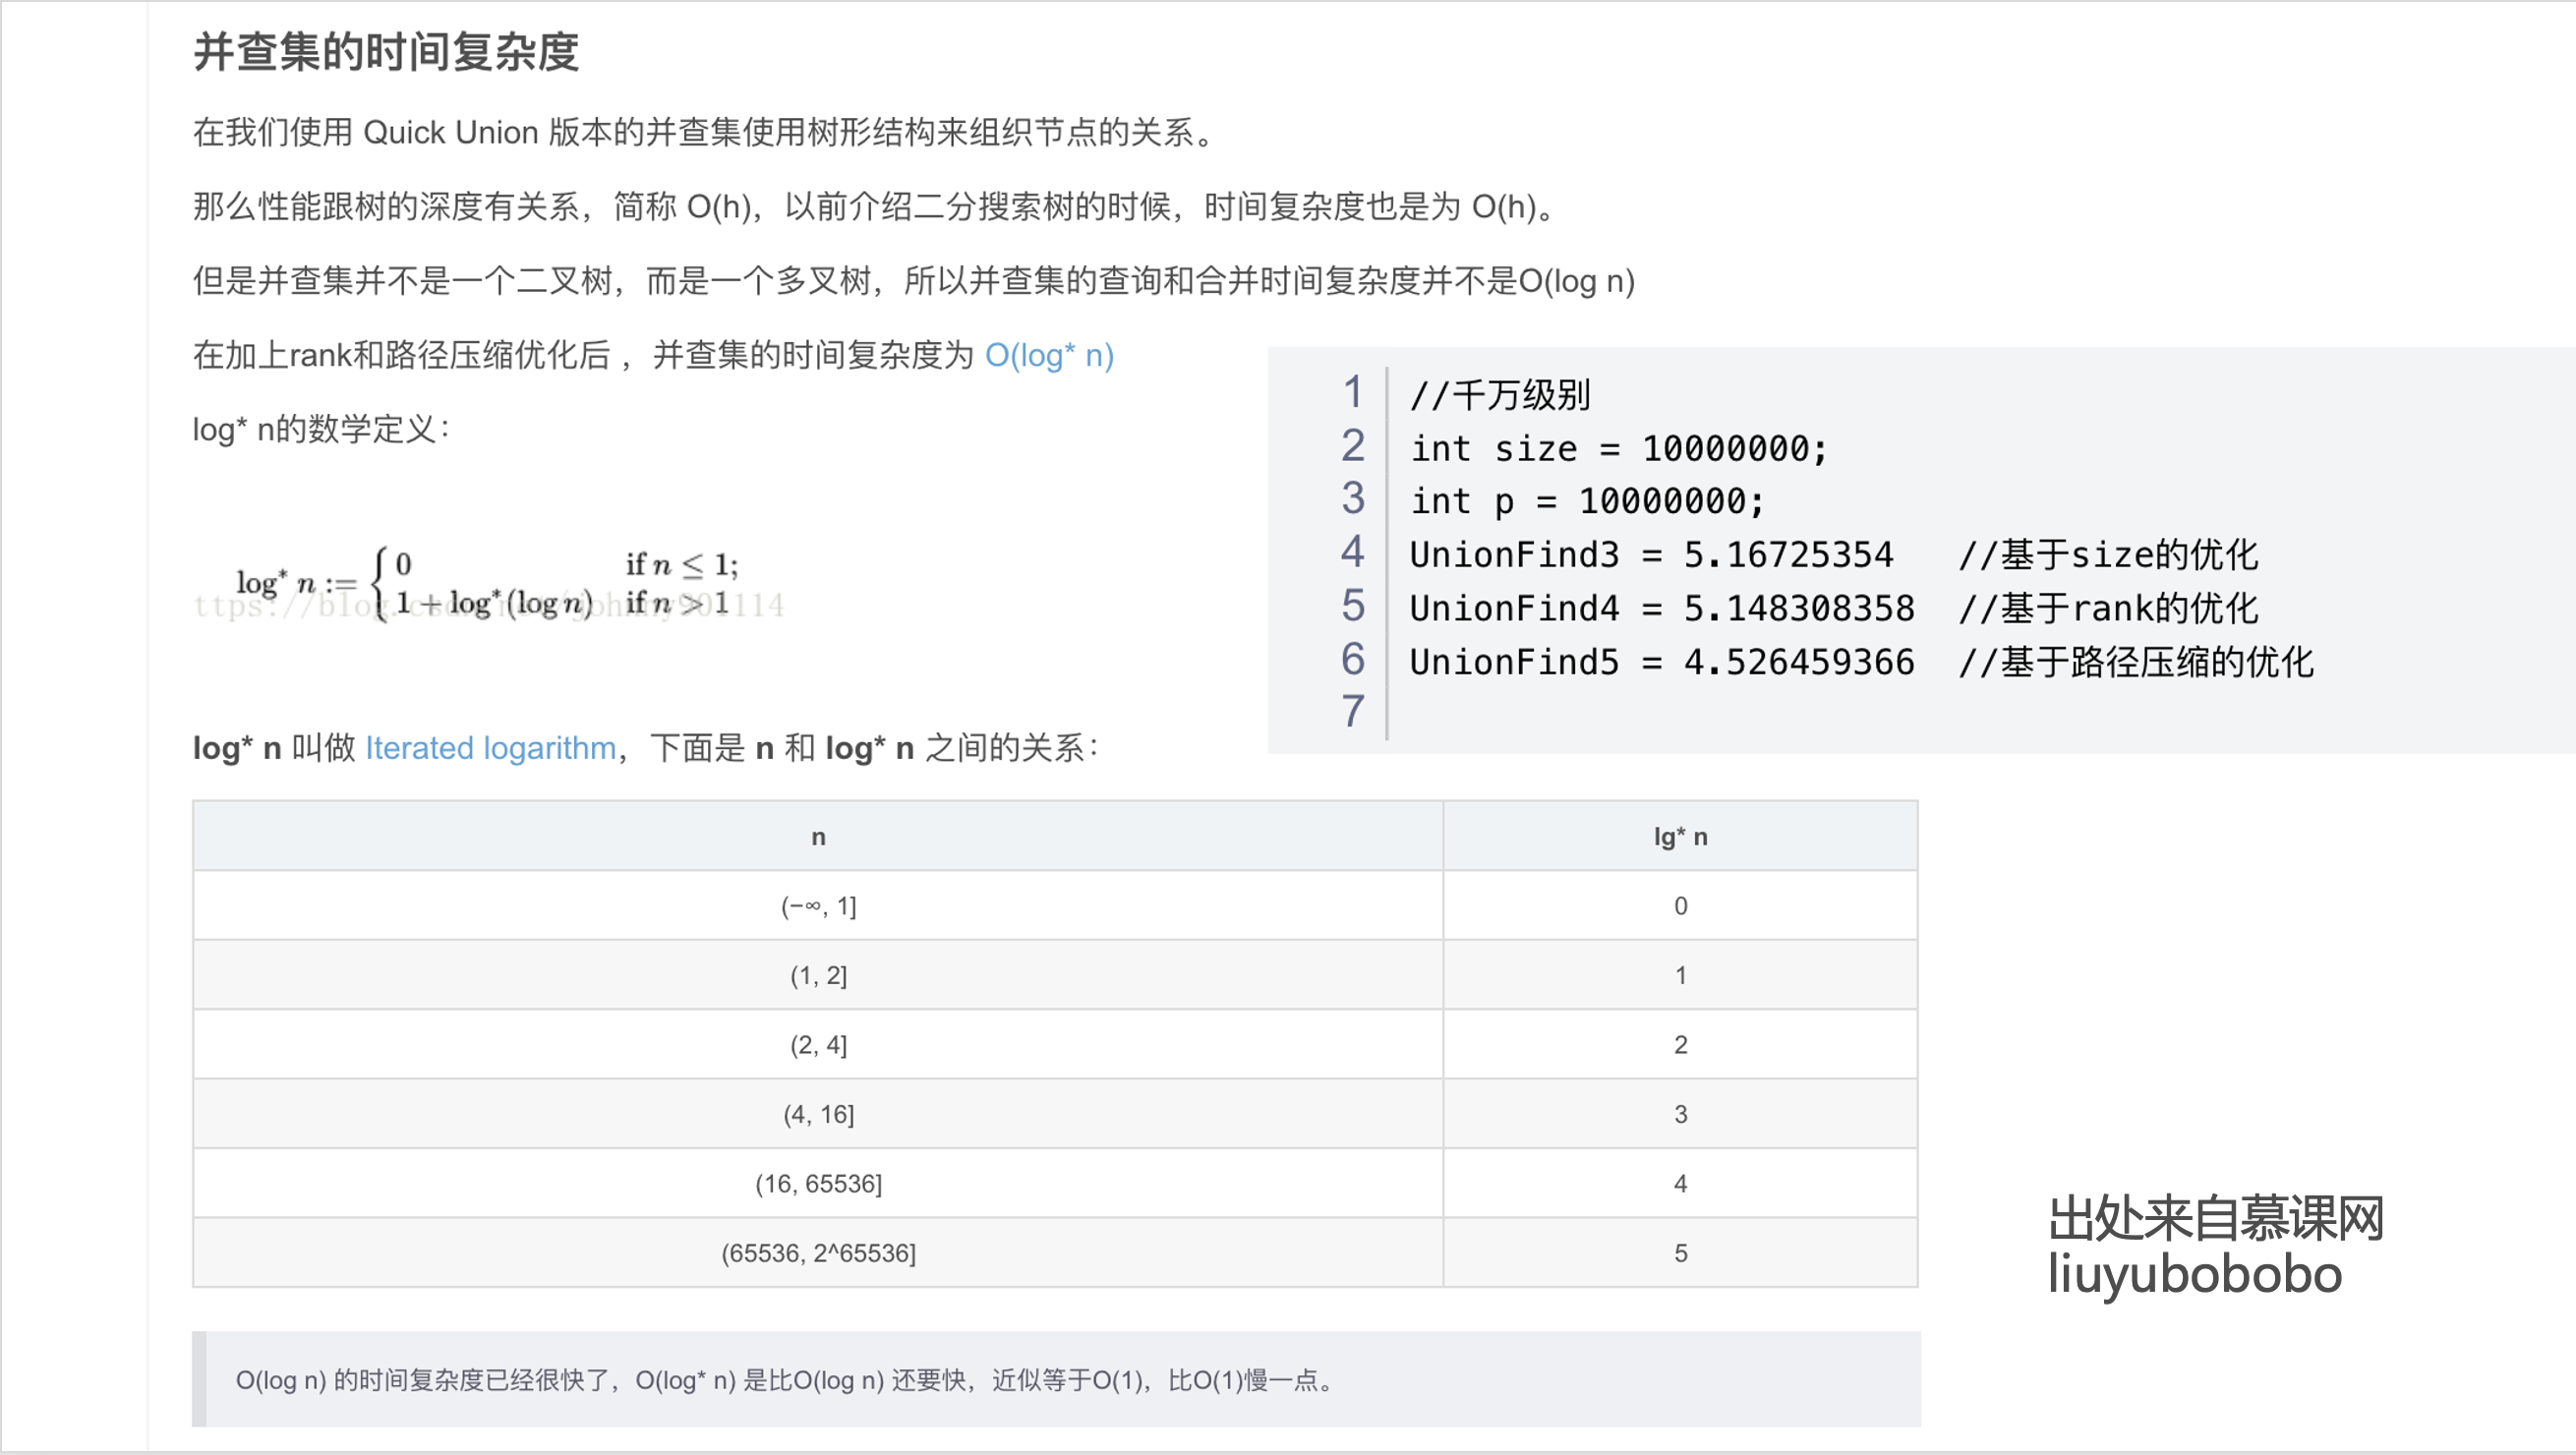 并查集的时间复杂度
在我们使用 Quick Union 版本的并查集使用树形结构来组织节点的关系。
那么性能跟树的深度有关系，简称 O(h)，以前介绍二分搜索树的时候，时间复杂度也是为 O(h)。
但是并查集并不是一个二叉树，而是一个多叉树，所以并查集的查询和合并时间复杂度并不是O(log n)
在加上rank和路径压缩优化后 ，并查集的时间复杂度为 O(log* n)
log* n的数学定义：
log* n := { 0 if n ≤ 1;
1 + log* (log n) if n > 1
ttps://blog.csdn.net/johnny901114
log* n 叫做 Iterated logarithm，下面是 n 和 log* n 之间的关系：
1 //千万级别
2 int size = 10000000;
3 int p = 10000000;
4 UnionFind3 = 5.16725354 //基于size的优化
5 UnionFind4 = 5.148308358 //基于rank的优化
6 UnionFind5 = 4.526459366 //基于路径压缩的优化
7
n lg* n
(−∞, 1] 0
(1, 2] 1
(2, 4] 2
(4, 16] 3
(16, 65536] 4
(65536, 2^65536] 5
出处来自慕课网
liuyubobobo
O(log n) 的时间复杂度已经很快了，O(log* n) 是比O(log n) 还要快，近似等于O(1)，比O(1)慢一点。